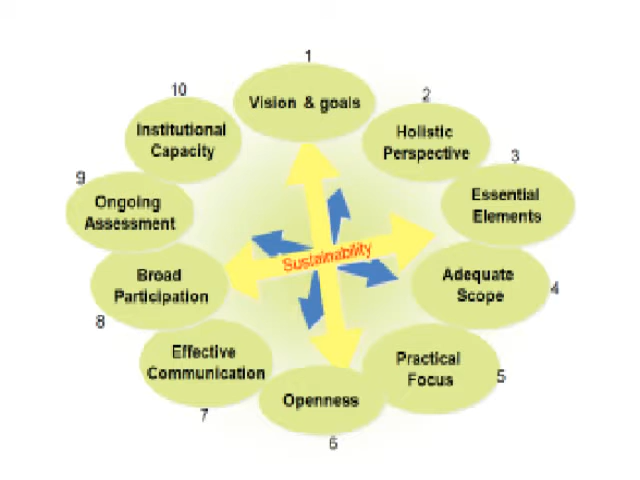 1
Vision & goals
2
Holistic
Perspective
3
Essential
Elements
4
Adequate
Scope
5
Practical
Focus
6
Openness
7
Effective
Communication
8
Broad
Participation
9
Ongoing
Assessment
10
Institutional
Capacity
Sustainability